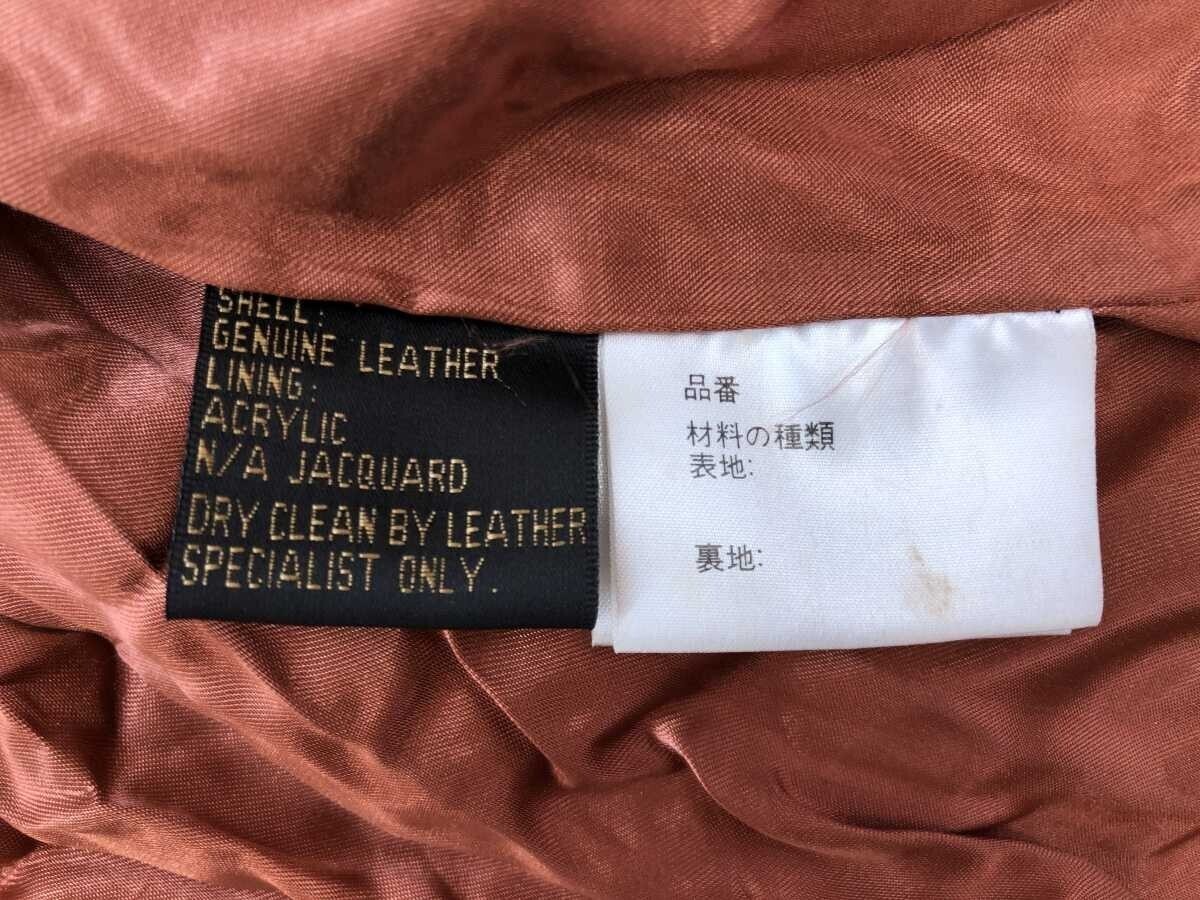 SHELL:
GENUINE LEATHER
LINING:
ACRYLIC
N/A JACQUARD
DRY CLEAN BY LEATHER
SPECIALIST ONLY.
品番
材料の種類
表地:
裏地: